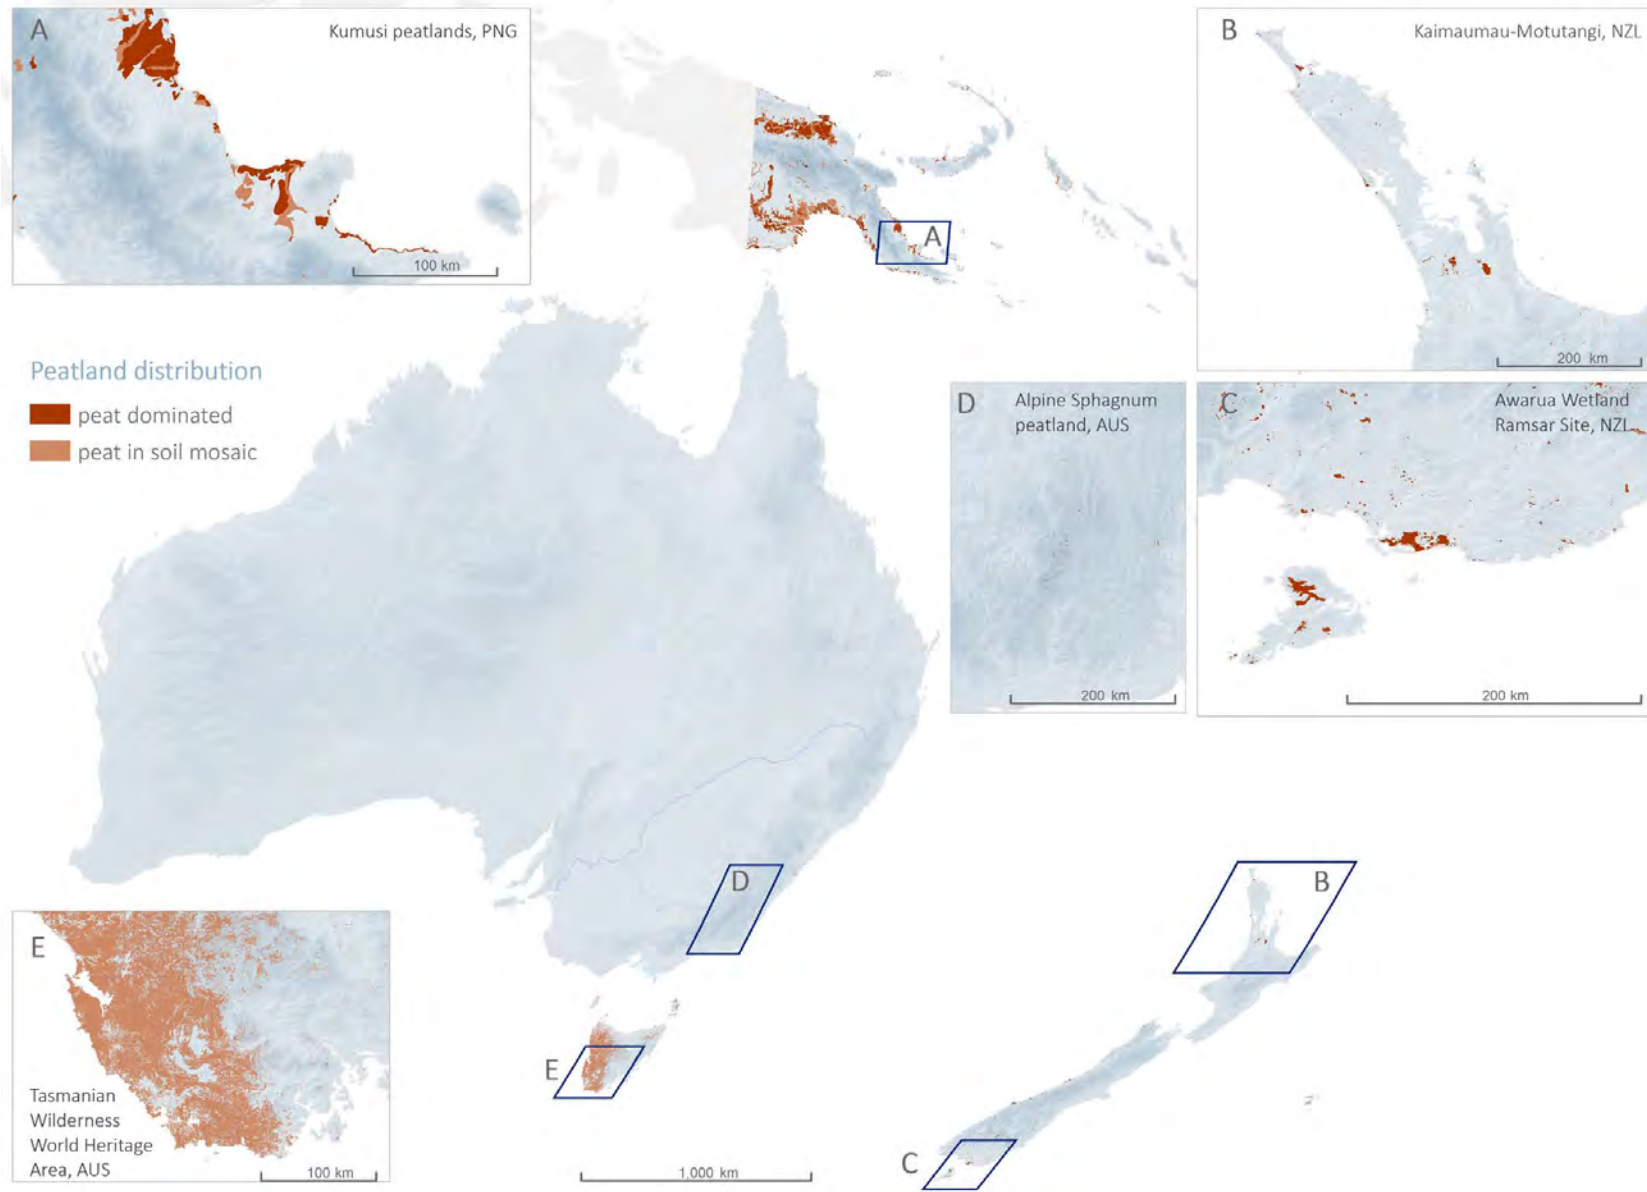 A
Kumusi peatlands, PNG
100 km
B
Kaimaumau-Motutangi, NZL
200 km
A
Peatland distribution
peat dominated
peat in soil mosaic
D
Alpine Sphagnum
peatland, AUS
200 km
C
Awarua Wetland
Ramsar Site, NZL
200 km
D
B
E
Tasmanian
Wilderness
World Heritage
Area, AUS
100 km
E
1,000 km
C